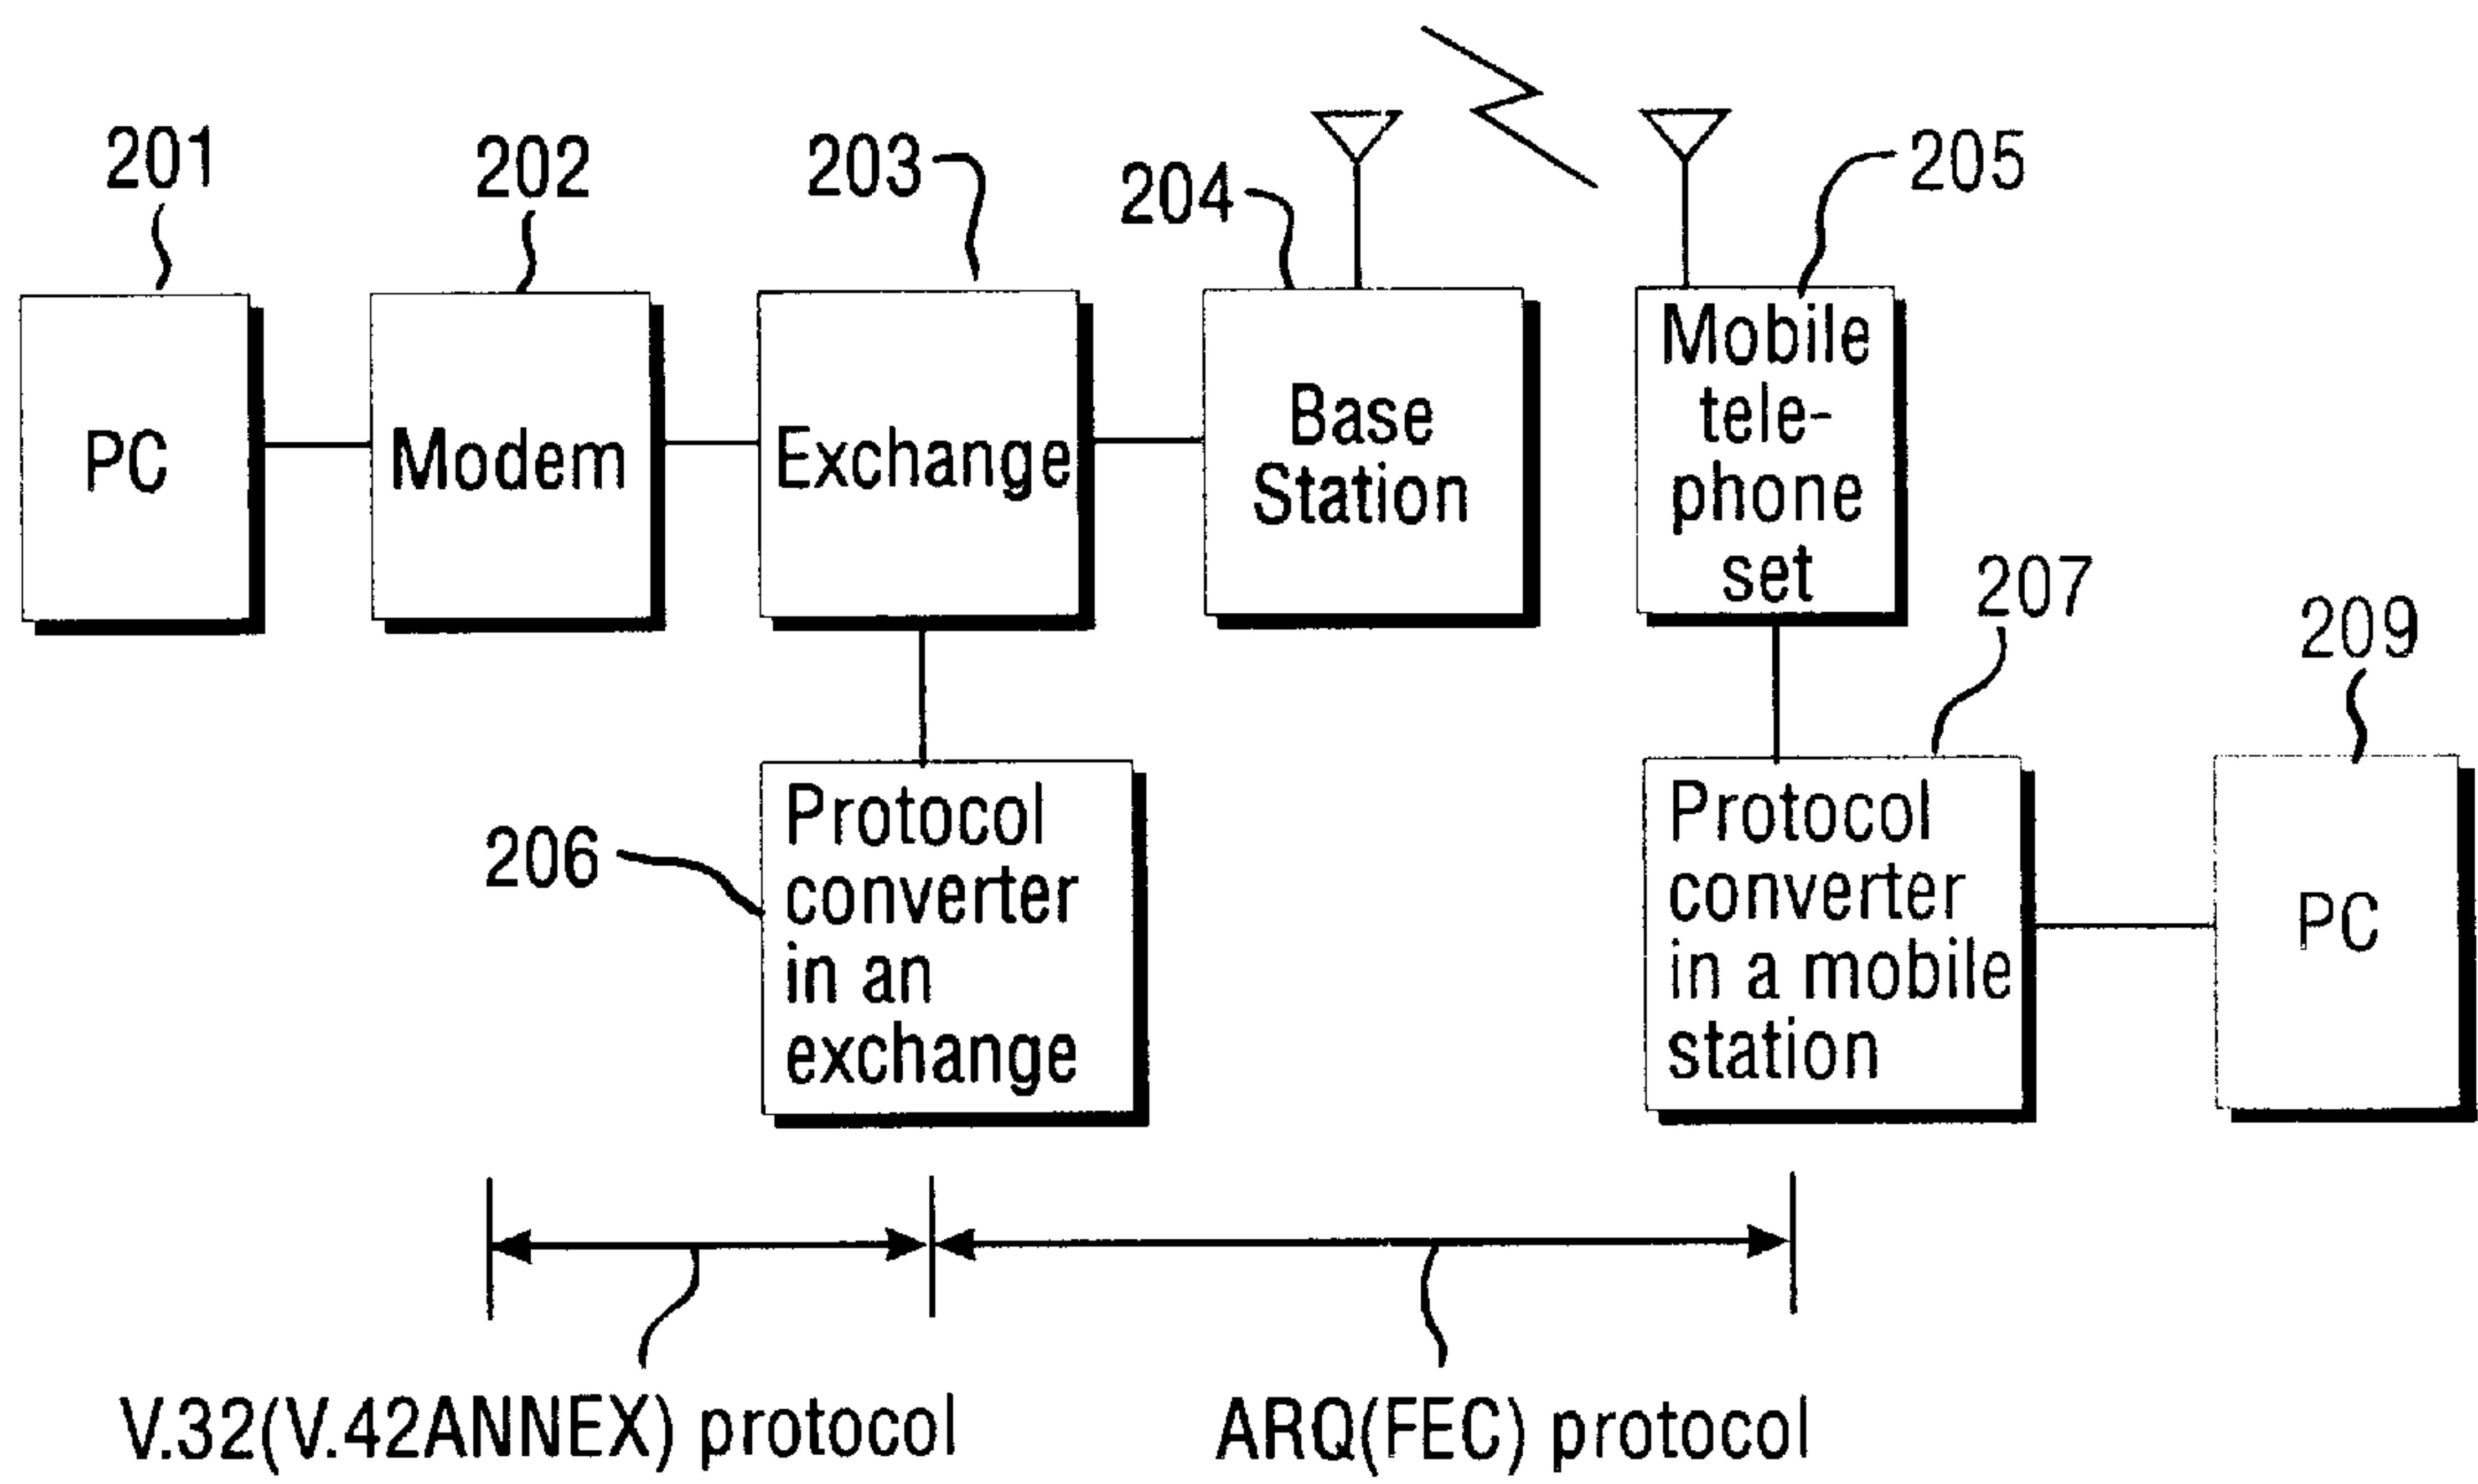 201
202
203
204
205
PC
Modem
Exchange
Base
Station
Mobile
tele-
phone
set
206
Protocol
converter
in an
exchange
207
Protocol
converter
in a mobile
station
209
PC
V.32(V.42ANNEX) protocol
ARQ(FEC) protocol